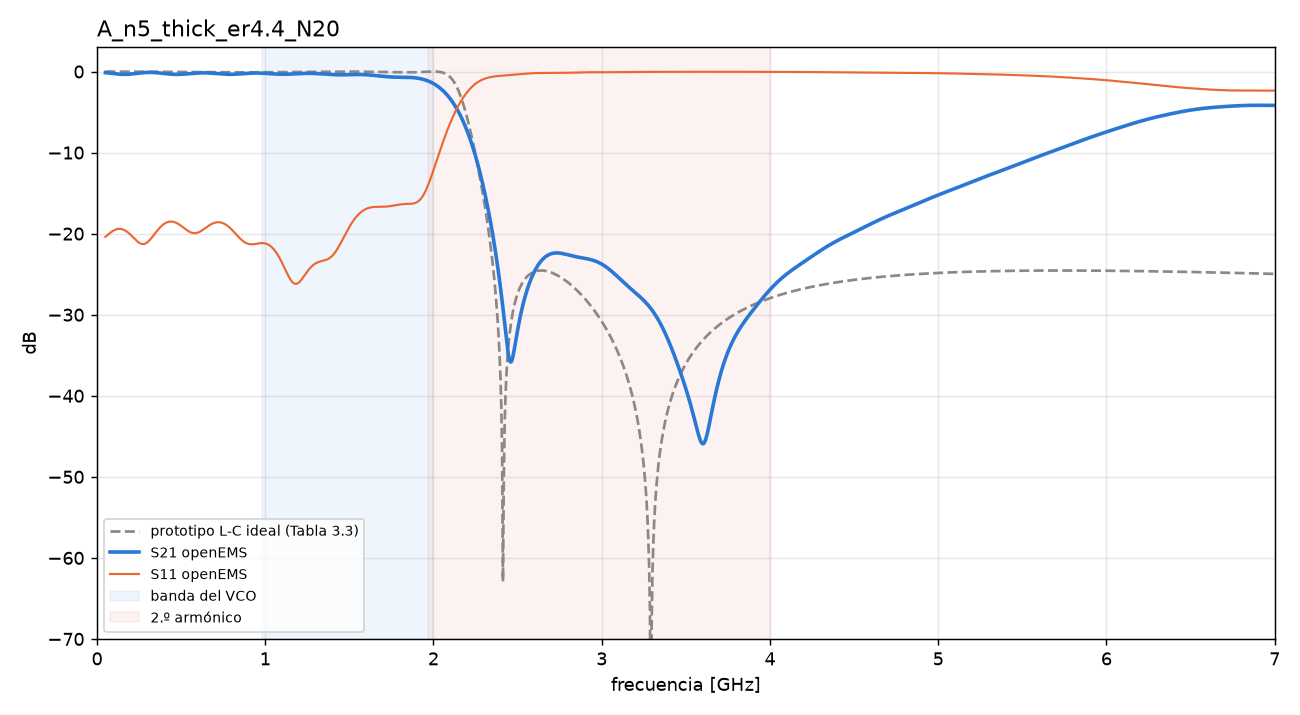 A_n5_thick_er4.4_N20
0
−10
−20
−30
−40
−50
−60
−70
dB
prototipo L-C ideal (Tabla 3.3)
S21 openEMS
S11 openEMS
banda del VCO
2.º armónico
0 1 2 3 4 5 6 7
frecuencia [GHz]